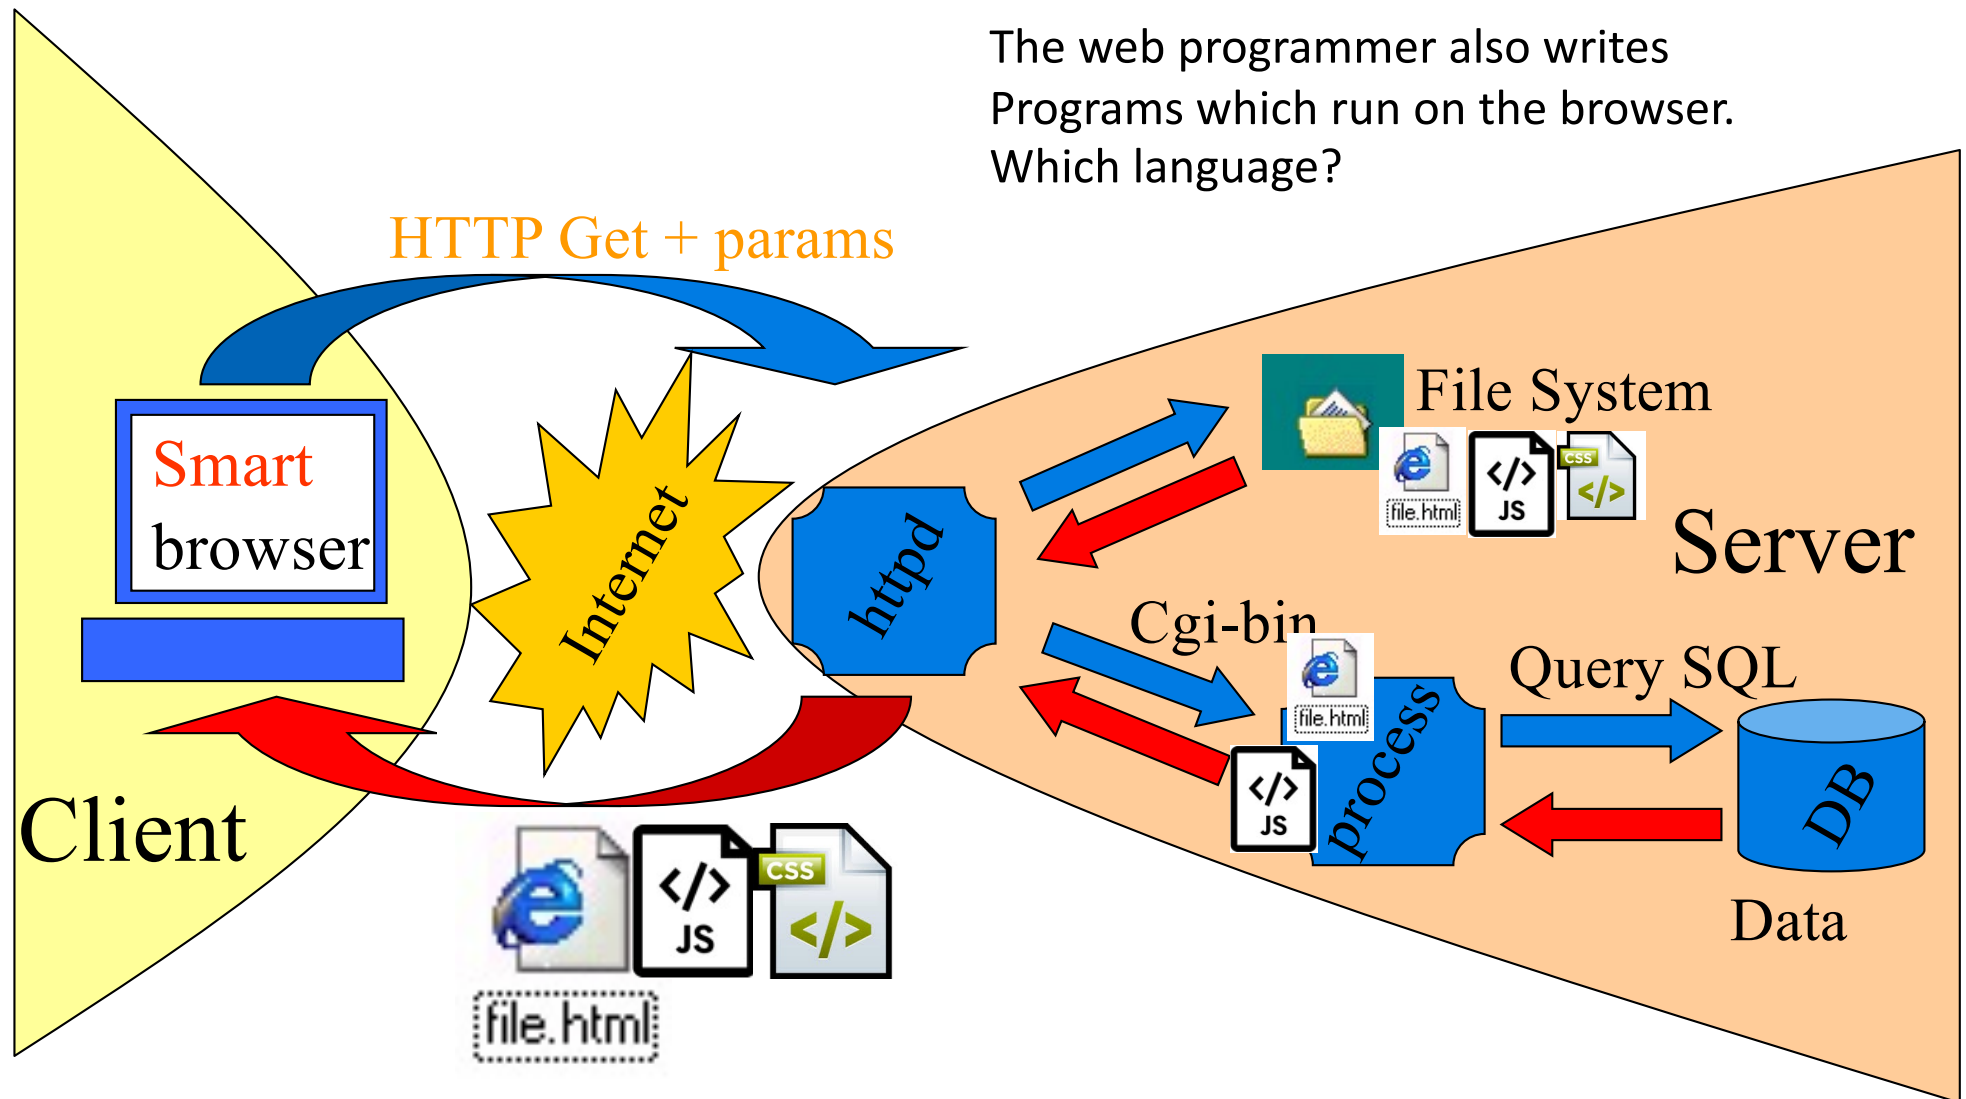 The web programmer also writes
Programs which run on the browser.
Which language?
HTTP Get + params
Smart
browser
Internet
httpd
File System
file.html
</>
JS
CSS
</>
Server
Cgi-bin
file.html
</>
JS
process
Query SQL
DB
Data
Client
</>
JS
CSS
</>
file.html